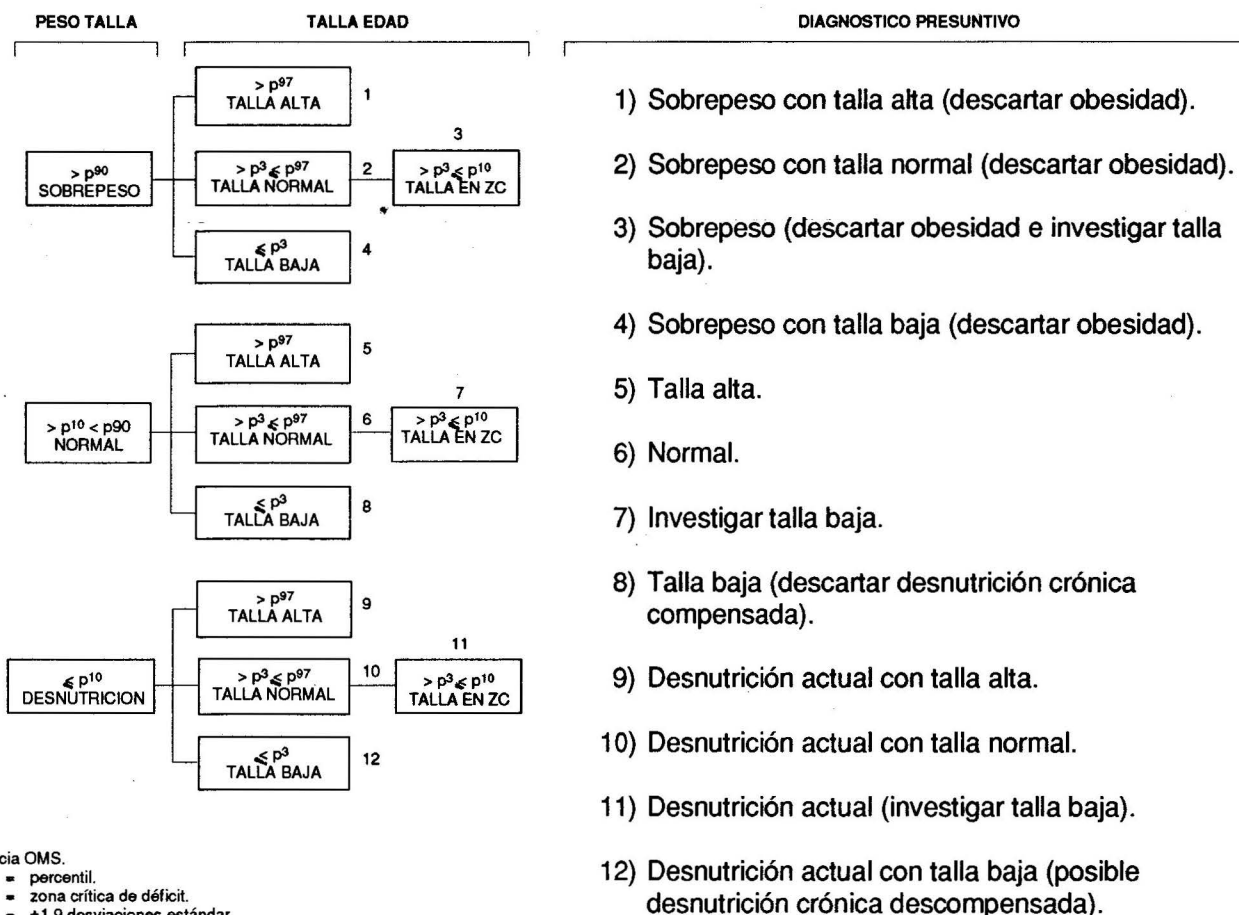 PESO TALLA
TALLA EDAD
DIAGNOSTICO PRESUNTIVO
> p90
SOBREPESO
> p97
TALLA ALTA
1
> p3 ⩽ p97
TALLA NORMAL
2
3
> p3 ⩽ p10
TALLA EN ZC
⩽ p3
TALLA BAJA
4
> p10 < p90
NORMAL
> p97
TALLA ALTA
5
> p3 ⩽ p97
TALLA NORMAL
6
7
> p3 ⩽ p10
TALLA EN ZC
⩽ p3
TALLA BAJA
8
⩽ p10
DESNUTRICION
> p97
TALLA ALTA
9
> p3 ⩽ p97
TALLA NORMAL
10
11
> p3 ⩽ p10
TALLA EN ZC
⩽ p3
TALLA BAJA
12
1) Sobrepeso con talla alta (descartar obesidad).
2) Sobrepeso con talla normal (descartar obesidad).
3) Sobrepeso (descartar obesidad e investigar talla
baja).
4) Sobrepeso con talla baja (descartar obesidad).
5) Talla alta.
6) Normal.
7) Investigar talla baja.
8) Talla baja (descartar desnutrición crónica
compensada).
9) Desnutrición actual con talla alta.
10) Desnutrición actual con talla normal.
11) Desnutrición actual (investigar talla baja).
12) Desnutrición actual con talla baja (posible
desnutrición crónica descompensada).
cia OMS.
= percentil.
= zona crítica de déficit.